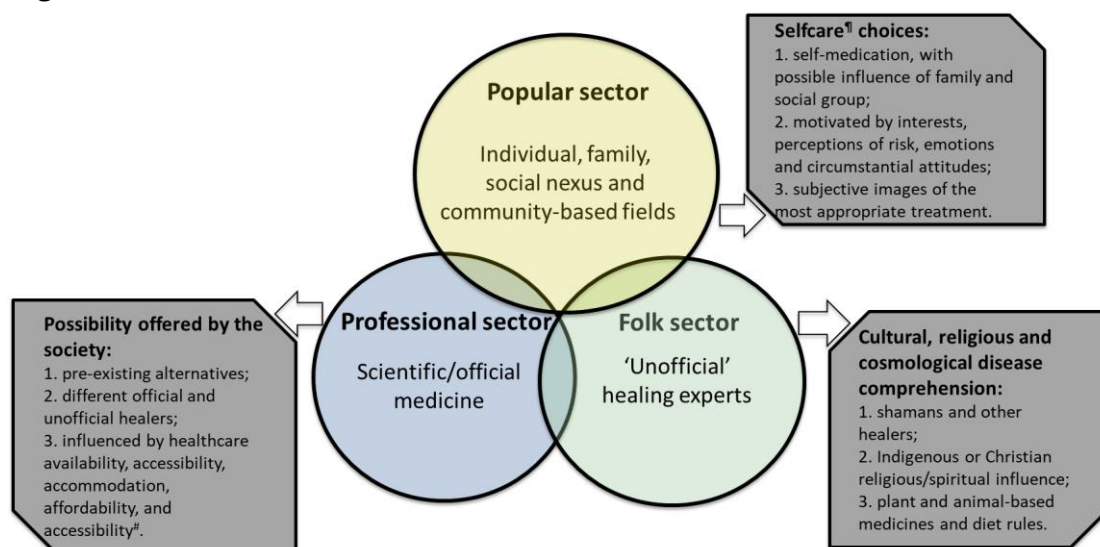 Popular sector
Individual, family,
social nexus and
community-based fields
Selfcare¶ choices:
1. self-medication, with
possible influence of family and
social group;
2. motivated by interests,
perceptions of risk, emotions
and circumstantial attitudes;
3. subjective images of the
most appropriate treatment.
Possibility offered by the
society:
1. pre-existing alternatives;
2. different official and
unofficial healers;
3. influenced by healthcare
availability, accessibility,
accommodation,
affordability, and
accessibility#.
Professional sector
Scientific/official
medicine
Folk sector
‘Unofficial’
healing experts
Cultural, religious and
cosmological disease
comprehension:
1. shamans and other
healers;
2. Indigenous or Christian
religious/spiritual influence;
3. plant and animal-based
medicines and diet rules.